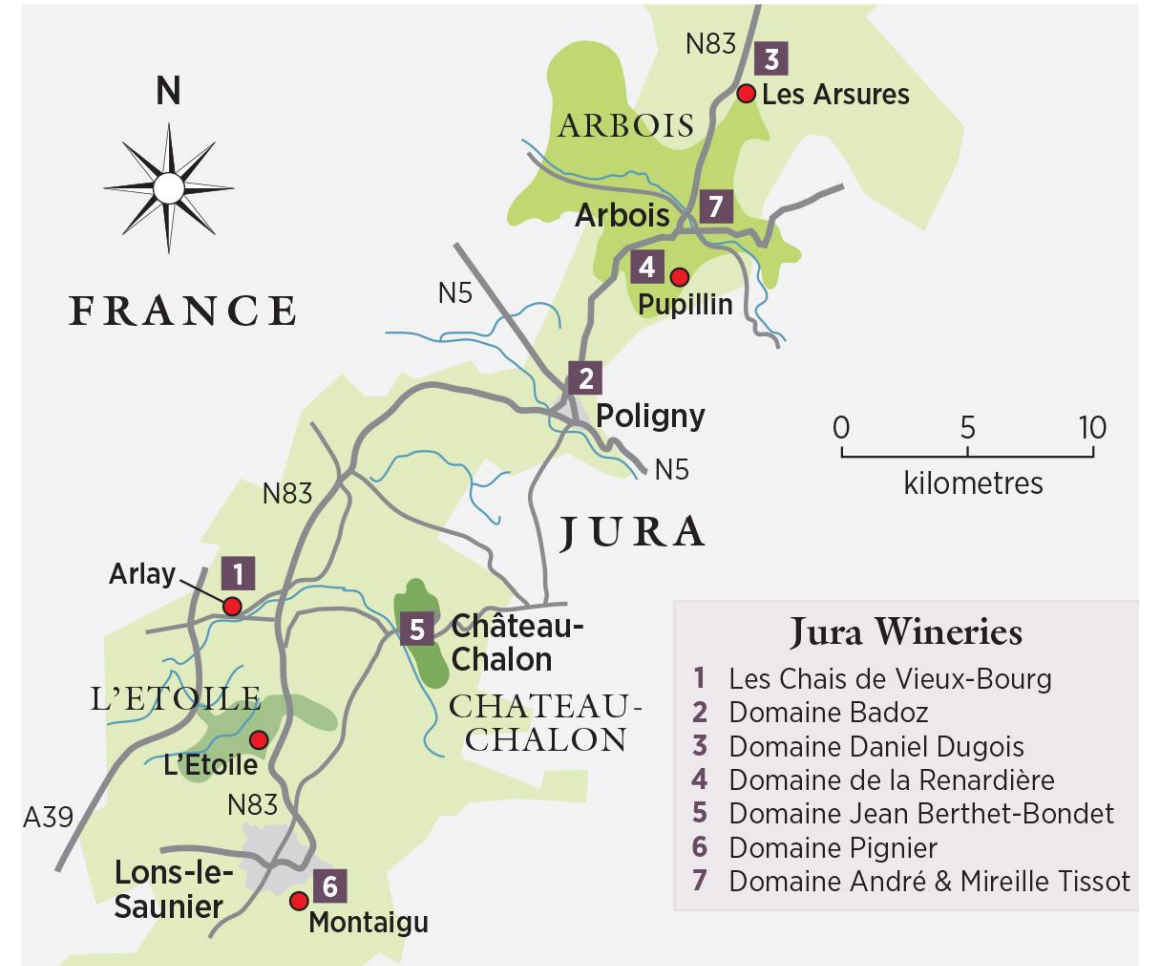 N83
3
N
Les Arsures
ARBOIS
7
Arbois
4
N5
Pupillin
FRANCE
2
Poligny
0 5 10
kilometres
N5
N83
JURA
Arlay
1
5
Château-
Chalon
L'ETOILE
CHATEAU-
CHALON
L'Etoile
N83
A39
Lons-le-
Saunier
6
Montaigu
Jura Wineries
1 Les Chais de Vieux-Bourg
2 Domaine Badoz
3 Domaine Daniel Dugois
4 Domaine de la Renardière
5 Domaine Jean Berthet-Bondet
6 Domaine Pignier
7 Domaine André & Mireille Tissot